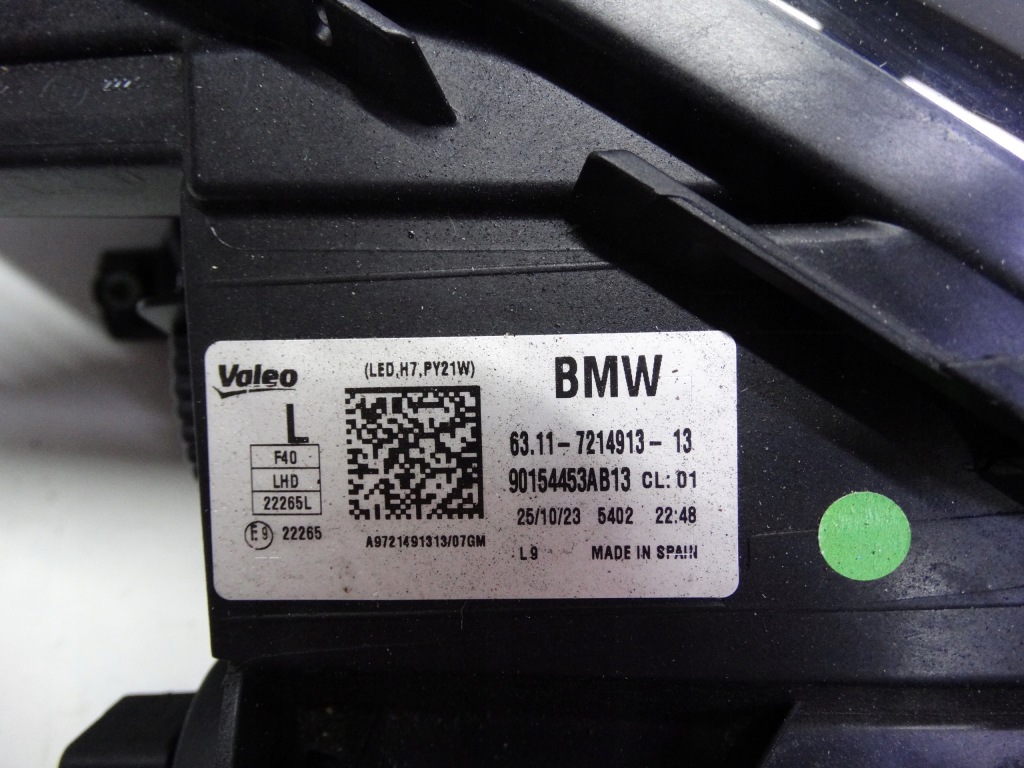 Valeo
(LED,H7,PY21W)
BMW
L
F40
LHD
22265L
E9 22265
A9721491313/07GM
63.11-7214913-13
90154453AB13 CL:01
25/10/23 5402 22:48
L9 MADE IN SPAIN